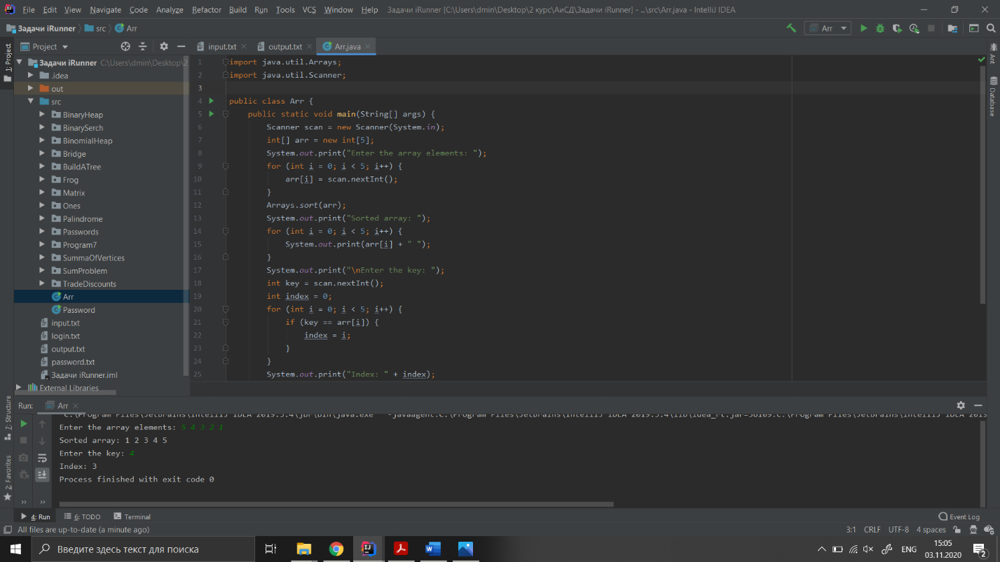 File Edit View Navigate Code Analyze Refactor Build Run Tools VCS Window Help Задачи iRunner [C:\Users\dmin\Desktop\2 курс\АиСД\Задачи iRunner] - ...\src\Arr.java - IntelliJ IDEA
Задачи iRunner src Arr Arr
Project input.txt output.txt Arr.java
1: Project
Задачи iRunner C:\Users\dmin\Desktop\2
.idea
out
src
BinaryHeap
BinarySerch
BinomialHeap
Bridge
BuildATree
Frog
Matrix
Ones
Palindrome
Passwords
Program7
SummaOfVertices
SumProblem
TradeDiscounts
Arr
Password
input.txt
login.txt
output.txt
password.txt
Задачи iRunner.iml
External Libraries
1 import java.util.Arrays;
2 import java.util.Scanner;
3
4 public class Arr {
5 public static void main(String[] args) {
6 Scanner scan = new Scanner(System.in);
7 int[] arr = new int[5];
8 System.out.print("Enter the array elements: ");
9 for (int i = 0; i < 5; i++) {
10 arr[i] = scan.nextInt();
11 }
12 Arrays.sort(arr);
13 System.out.print("Sorted array: ");
14 for (int i = 0; i < 5; i++) {
15 System.out.print(arr[i] + " ");
16 }
17 System.out.print("\nEnter the key: ");
18 int key = scan.nextInt();
19 int index = 0;
20 for (int i = 0; i < 5; i++) {
21 if (key == arr[i]) {
22 index = i;
23 }
24 }
25 System.out.print("Index: " + index);
Ant
Database
Run: Arr
Enter the array elements: 5 4 3 2 1
Sorted array: 1 2 3 4 5
Enter the key: 4
Index: 3
Process finished with exit code 0
Z: Structure
2: Favorites
4: Run 6: TODO Terminal Event Log
All files are up-to-date (a minute ago) 3:1 CRLF UTF-8 4 spaces
Введите здесь текст для поиска ENG 15:05
03.11.2020 2